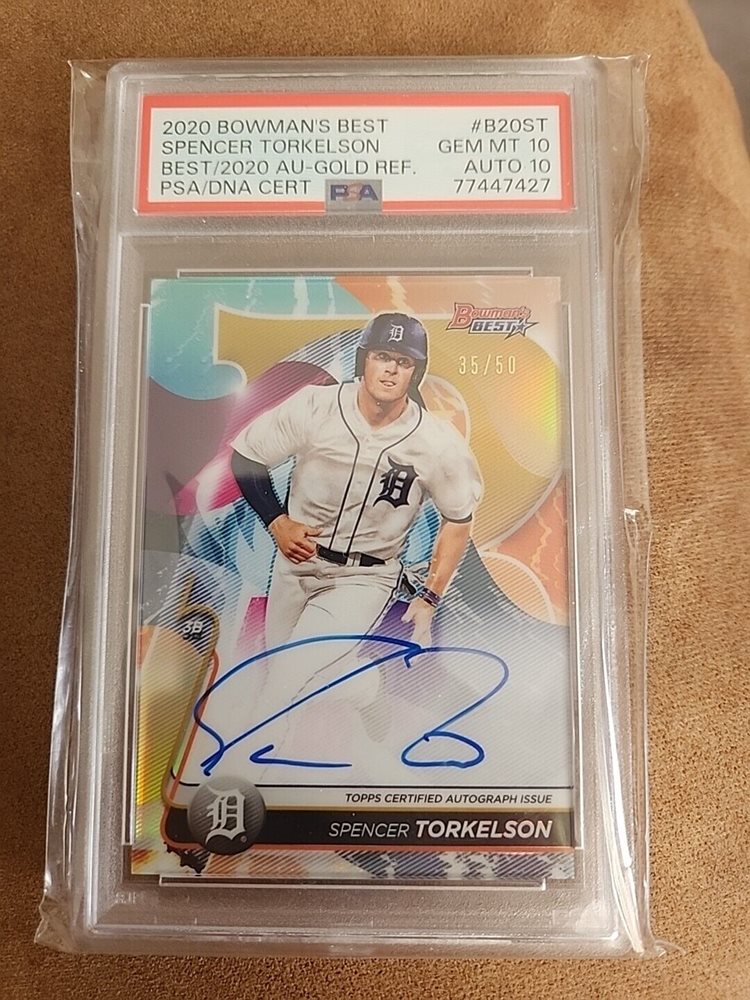 2020 BOWMAN'S BEST #B20ST
SPENCER TORKELSON GEM MT 10
BEST/2020 AU-GOLD REF. AUTO 10
PSA/DNA CERT PSA 77447427
Bowman's
BEST
35/50
D
D
3B
TOPPS CERTIFIED AUTOGRAPH ISSUE
D
SPENCER TORKELSON